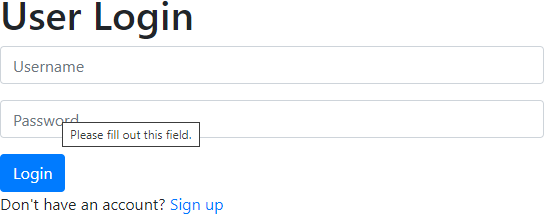 User Login
Username
Password
Please fill out this field.
Login
Don't have an account? Sign up